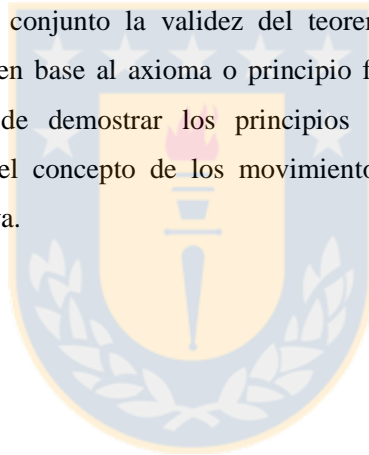 conjunto la validez del teorem
en base al axioma o principio f
de demostrar los principios
el concepto de los movimiento